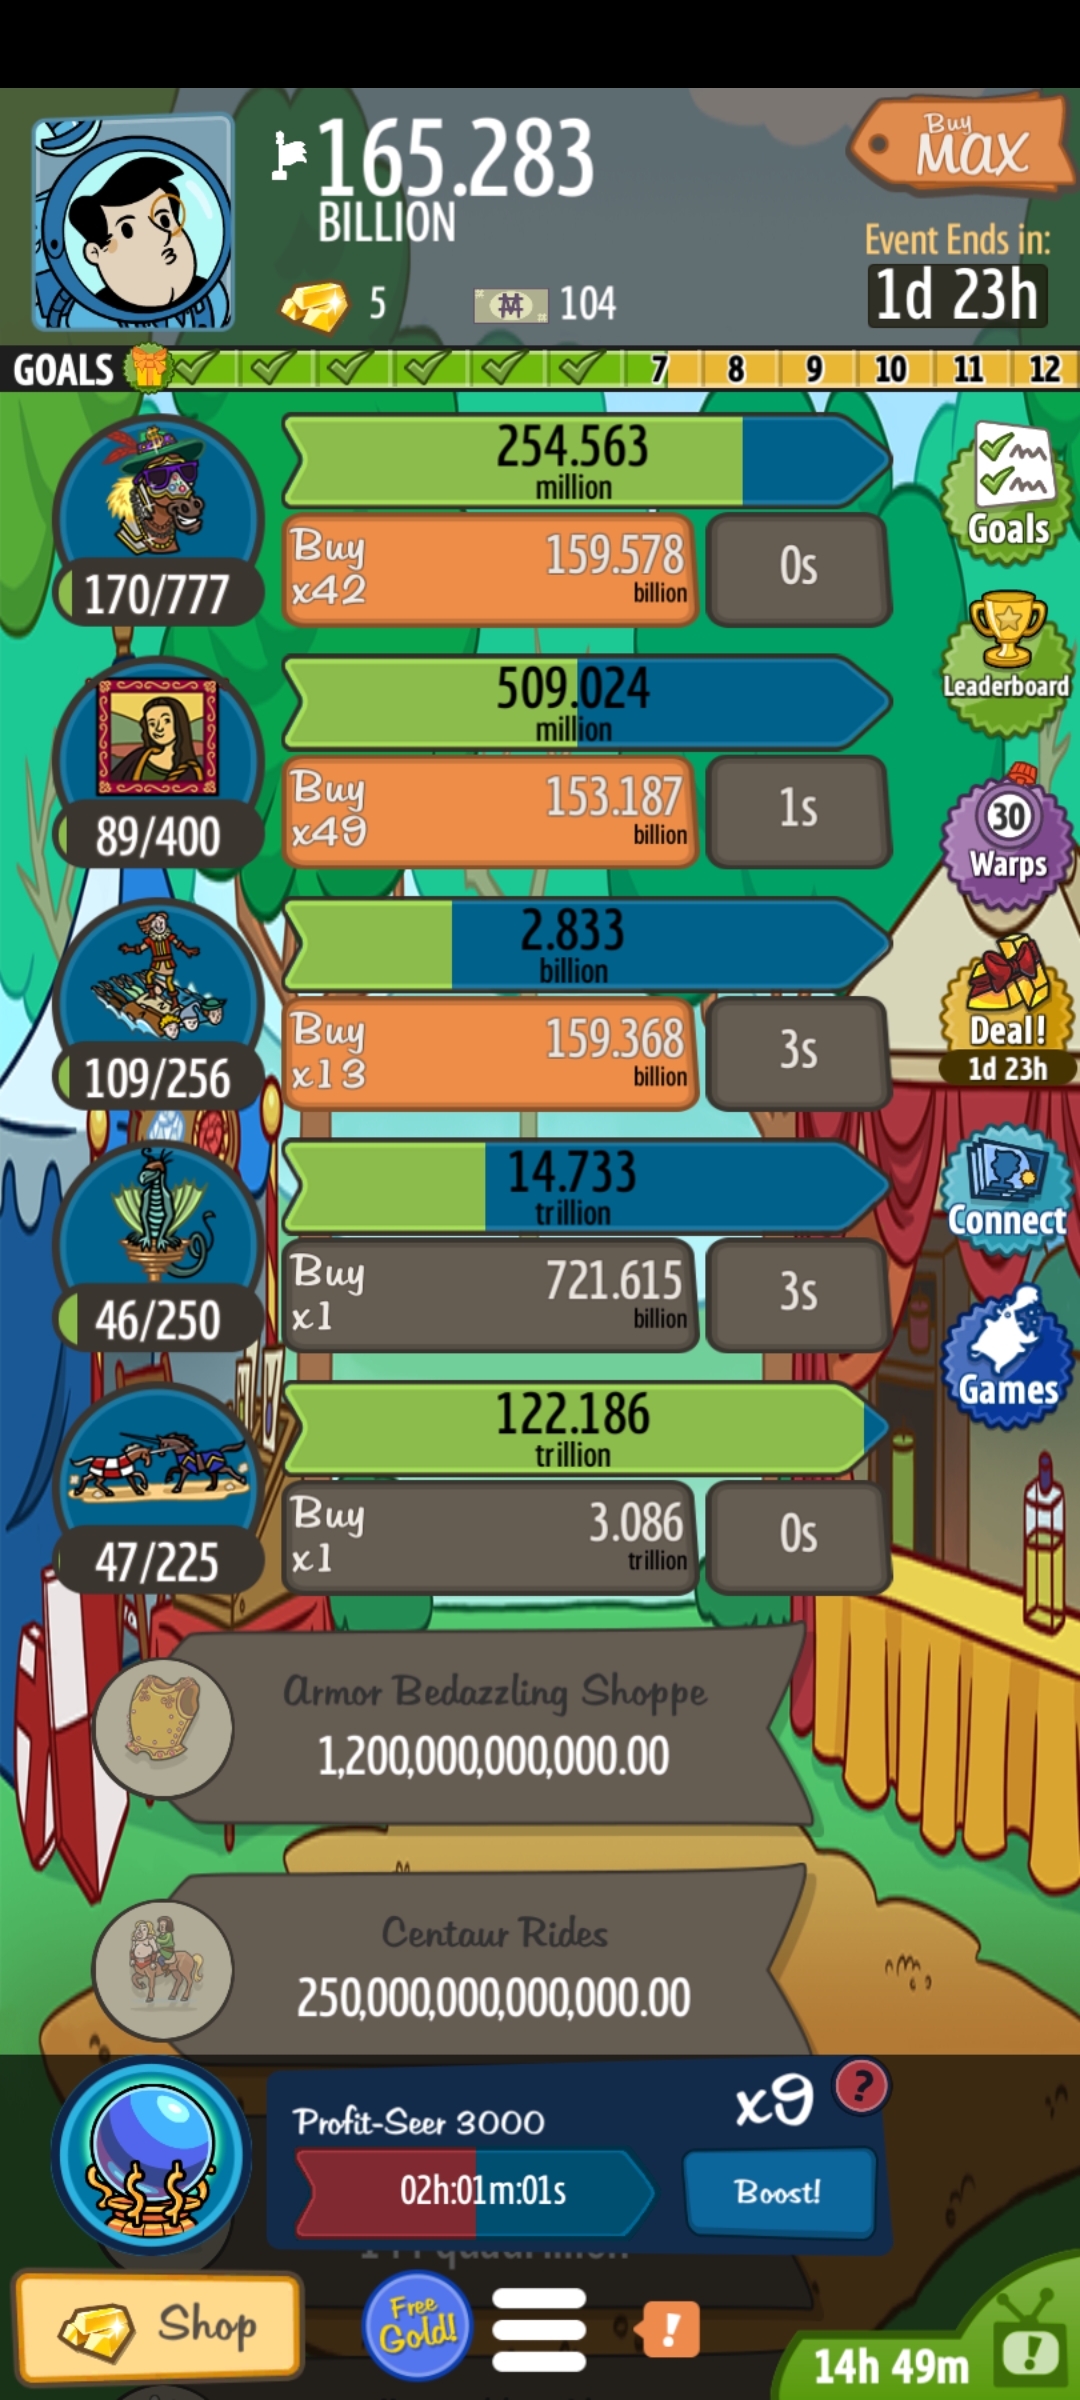 165.283
BILLION
5
104
Buy
MAX
Event Ends in:
1d 23h
GOALS
7 8 9 10 11 12
254.563
million
Buy
x42
159.578
billion
0s
170/777
Goals
Leaderboard
509.024
million
Buy
x49
153.187
billion
1s
89/400
30
Warps
2.833
billion
Buy
x13
159.368
billion
3s
109/256
Deal!
1d 23h
14.733
trillion
Buy
x1
721.615
billion
3s
46/250
Connect
Games
122.186
trillion
Buy
x1
3.086
trillion
0s
47/225
Armor Bedazzling Shoppe
1,200,000,000,000.00
Centaur Rides
250,000,000,000,000.00
Profit-Seer 3000
x9
?
02h:01m:01s
Boost!
Shop
Free
Gold!
!
14h 49m
!